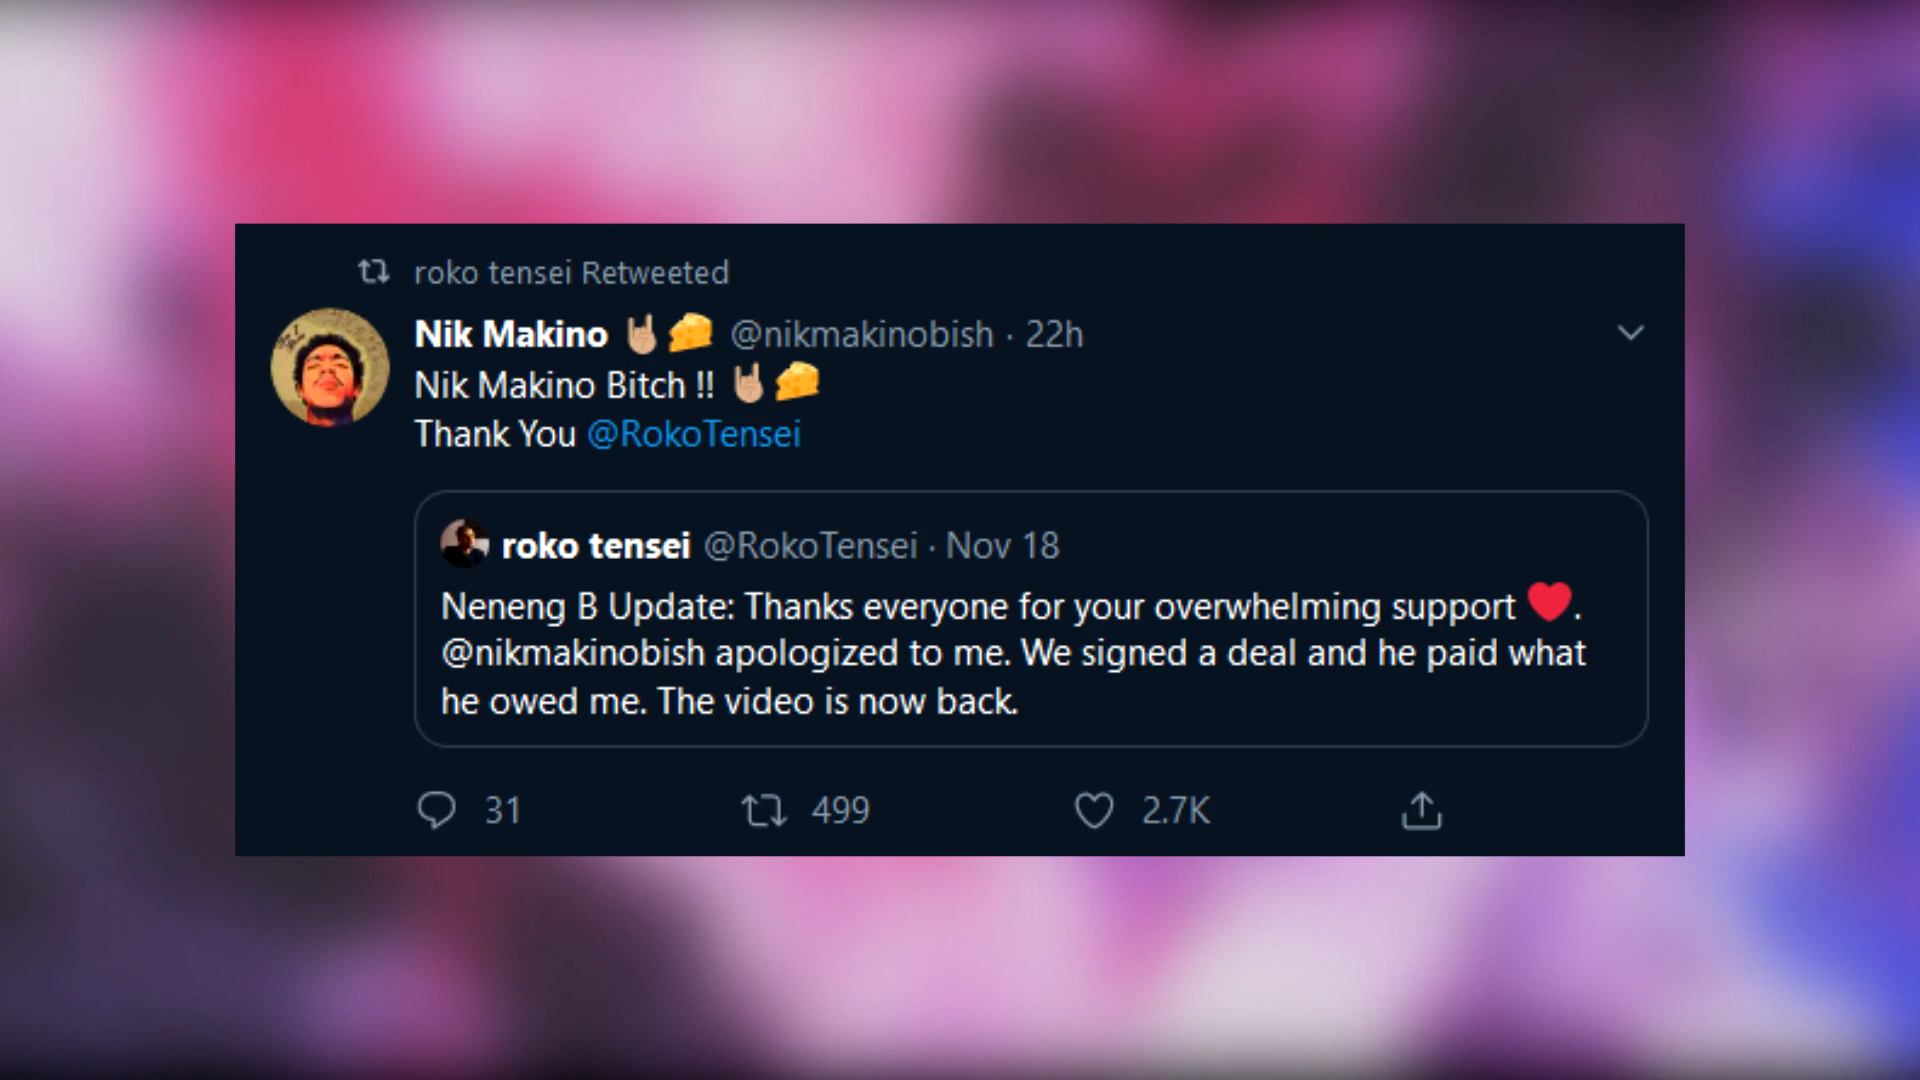 roko tensei Retweeted
Nik Makino 🤘🏼🧀 @nikmakinobish · 22h
Nik Makino Bitch !! 🤘🏼🧀
Thank You @RokoTensei
roko tensei @RokoTensei · Nov 18
Neneng B Update: Thanks everyone for your overwhelming support ❤️.
@nikmakinobish apologized to me. We signed a deal and he paid what
he owed me. The video is now back.
31 499 2.7K